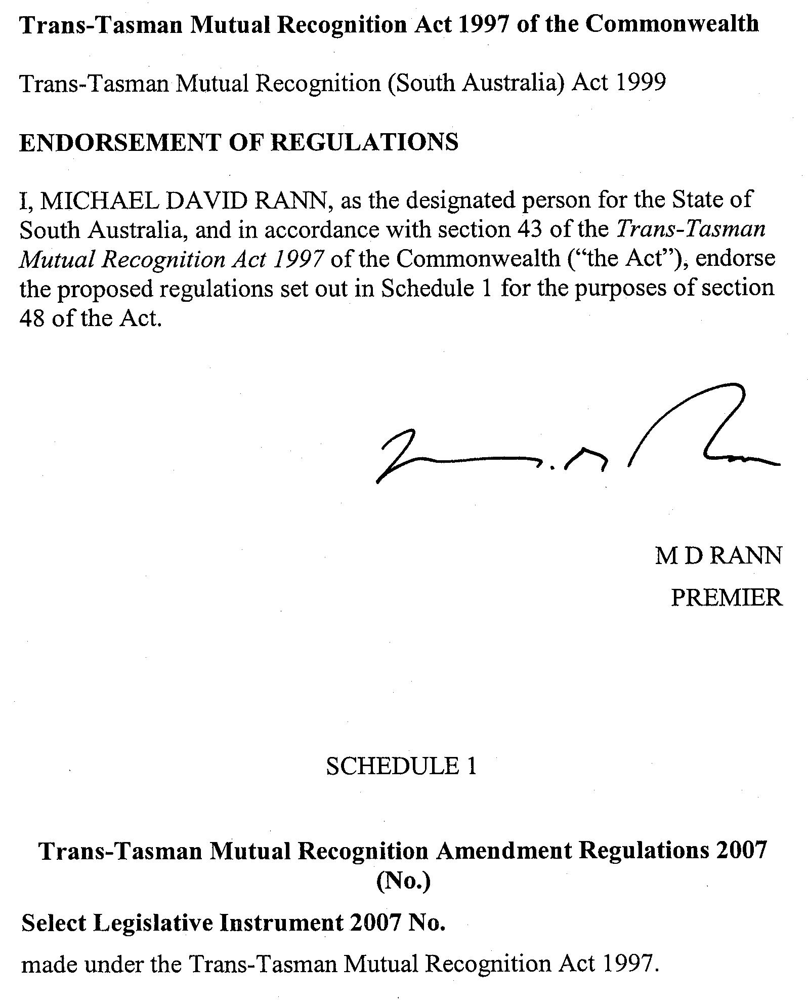 Trans-Tasman Mutual Recognition Act 1997 of the Commonwealth
Trans-Tasman Mutual Recognition (South Australia) Act 1999
ENDORSEMENT OF REGULATIONS
I, MICHAEL DAVID RANN, as the designated person for the State of
South Australia, and in accordance with section 43 of the Trans-Tasman
Mutual Recognition Act 1997 of the Commonwealth (“the Act”), endorse
the proposed regulations set out in Schedule 1 for the purposes of section
48 of the Act.
M D RANN
PREMIER
SCHEDULE 1
Trans-Tasman Mutual Recognition Amendment Regulations 2007
(No.)
Select Legislative Instrument 2007 No.
made under the Trans-Tasman Mutual Recognition Act 1997.